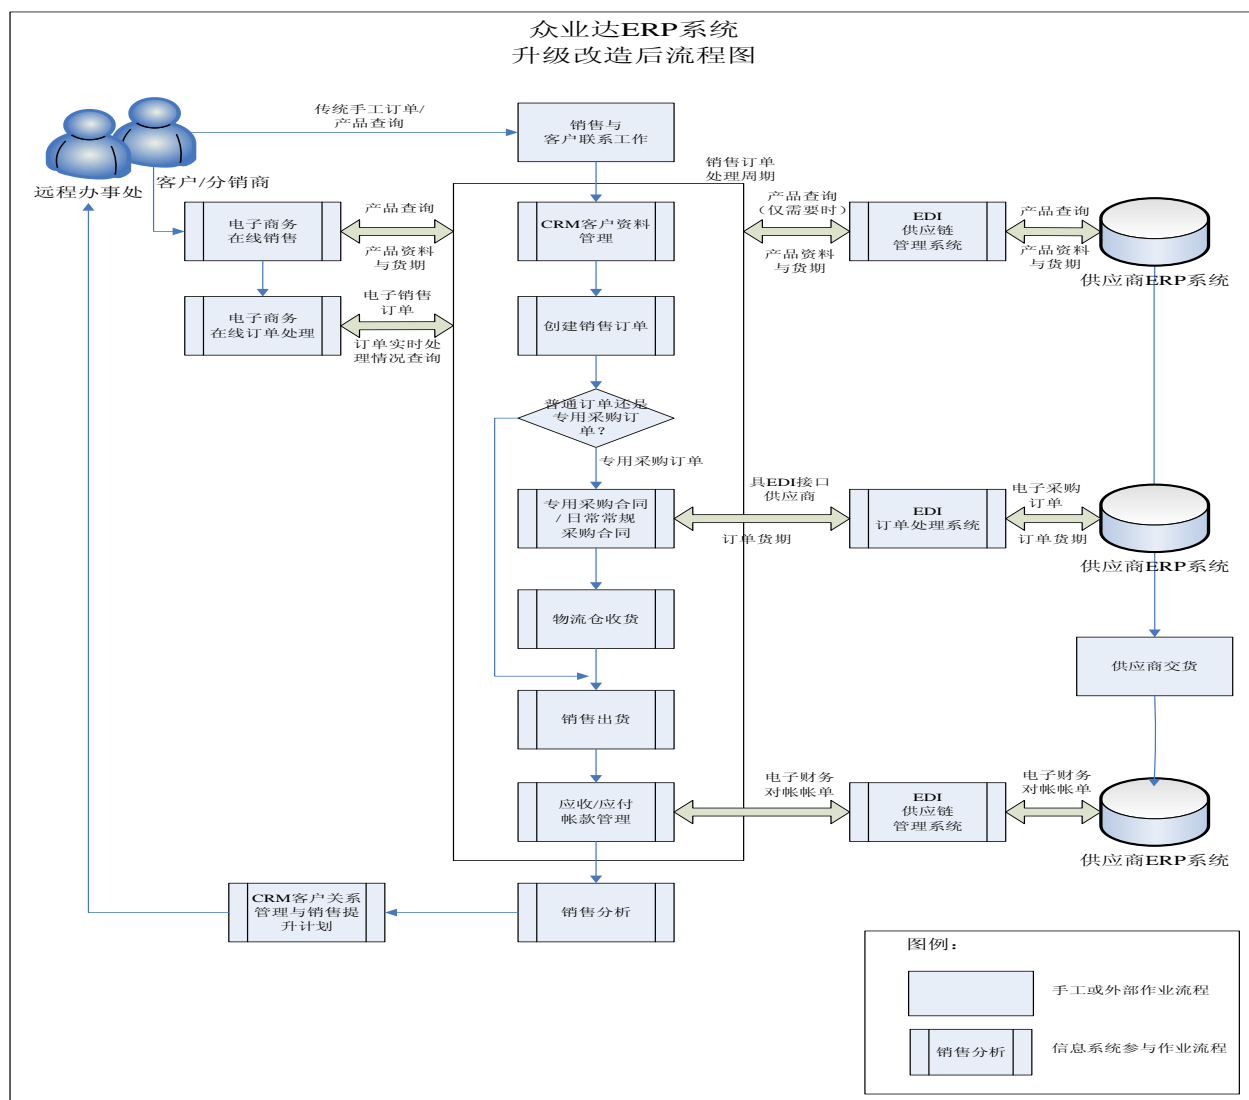 众业达ERP系统
升级改造后流程图
传统手工订单/
产品查询
销售与
客户联系工作
远程办事处
客户/分销商
销售订单
处理周期
电子商务
在线销售
产品查询
产品资料
与货期
CRM客户资料
管理
产品查询
（仅需要时）
产品资料
与货期
EDI
供应链
管理系统
产品查询
产品资料
与货期
供应商ERP系统
电子商务
在线订单处理
电子销售
订单
订单实时处
理情况查询
创建销售订单
普通订单还是
专用采购订
单？
专用采购订单
专用采购合同
/日常常规
采购合同
具EDI接口
供应商
订单货期
EDI
订单处理系统
电子采购
订单
订单货期
供应商ERP系统
物流仓收货
供应商交货
销售出货
应收/应付
帐款管理
电子财务
对帐帐单
EDI
供应链
管理系统
电子财务
对帐帐单
供应商ERP系统
CRM客户关系
管理与销售提
升计划
销售分析
图例：
手工或外部作业流程
销售分析
信息系统参与作业流程